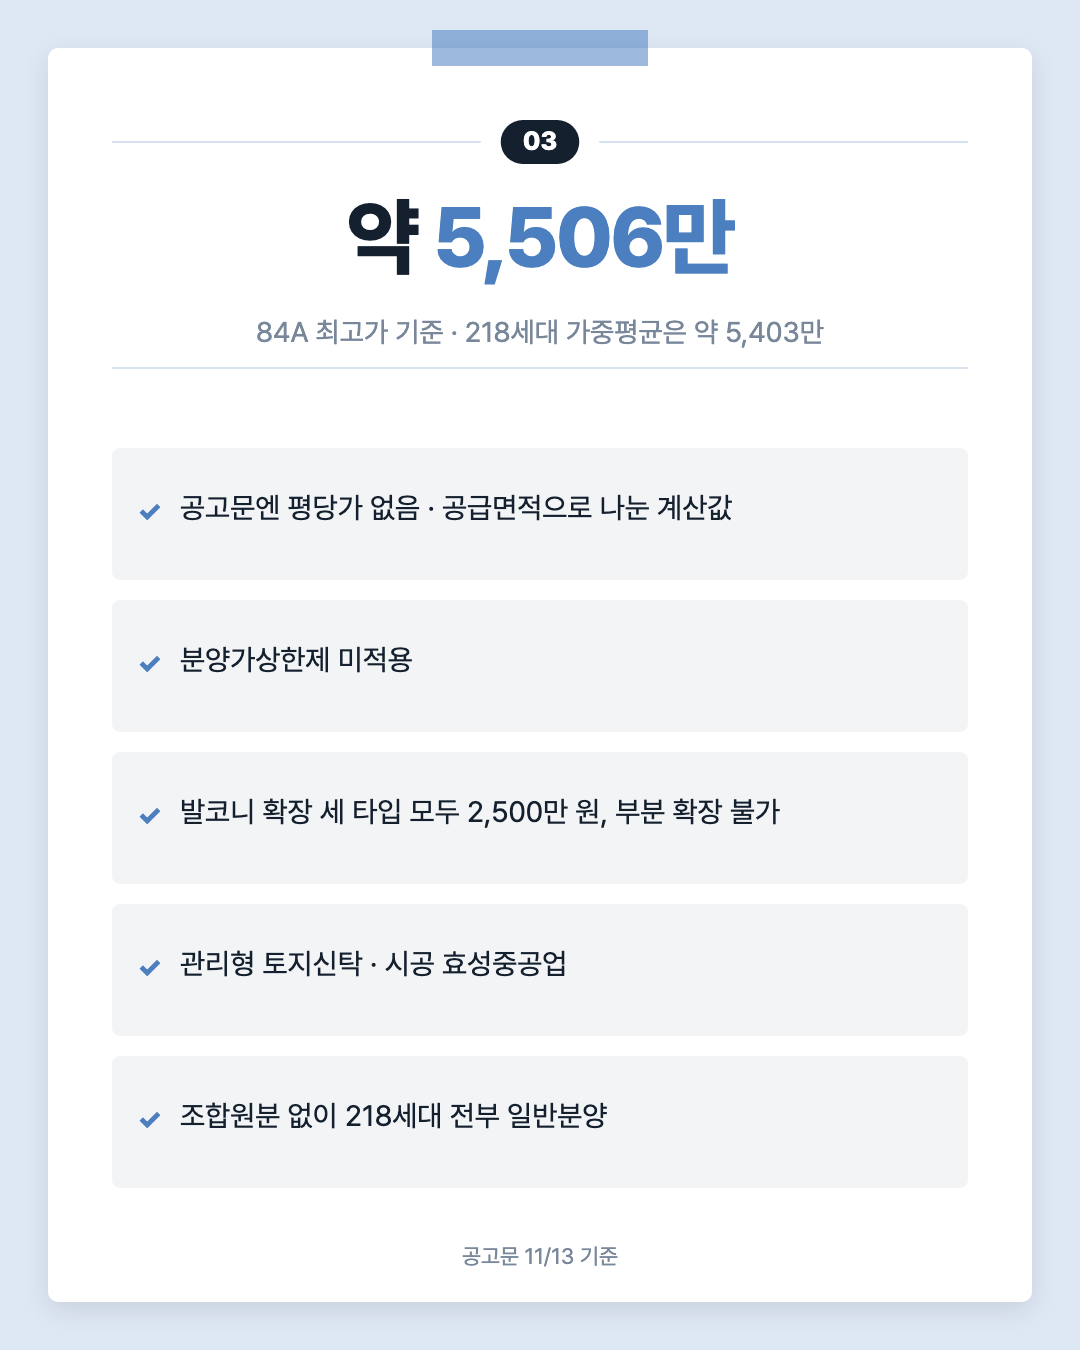 03
약 5,506만
84A 최고가 기준 · 218세대 가중평균은 약 5,403만
공고문엔 평당가 없음 · 공급면적으로 나눈 계산값
분양가상한제 미적용
발코니 확장 세 타입 모두 2,500만 원, 부분 확장 불가
관리형 토지신탁 · 시공 효성중공업
조합원분 없이 218세대 전부 일반분양
공고문 11/13 기준